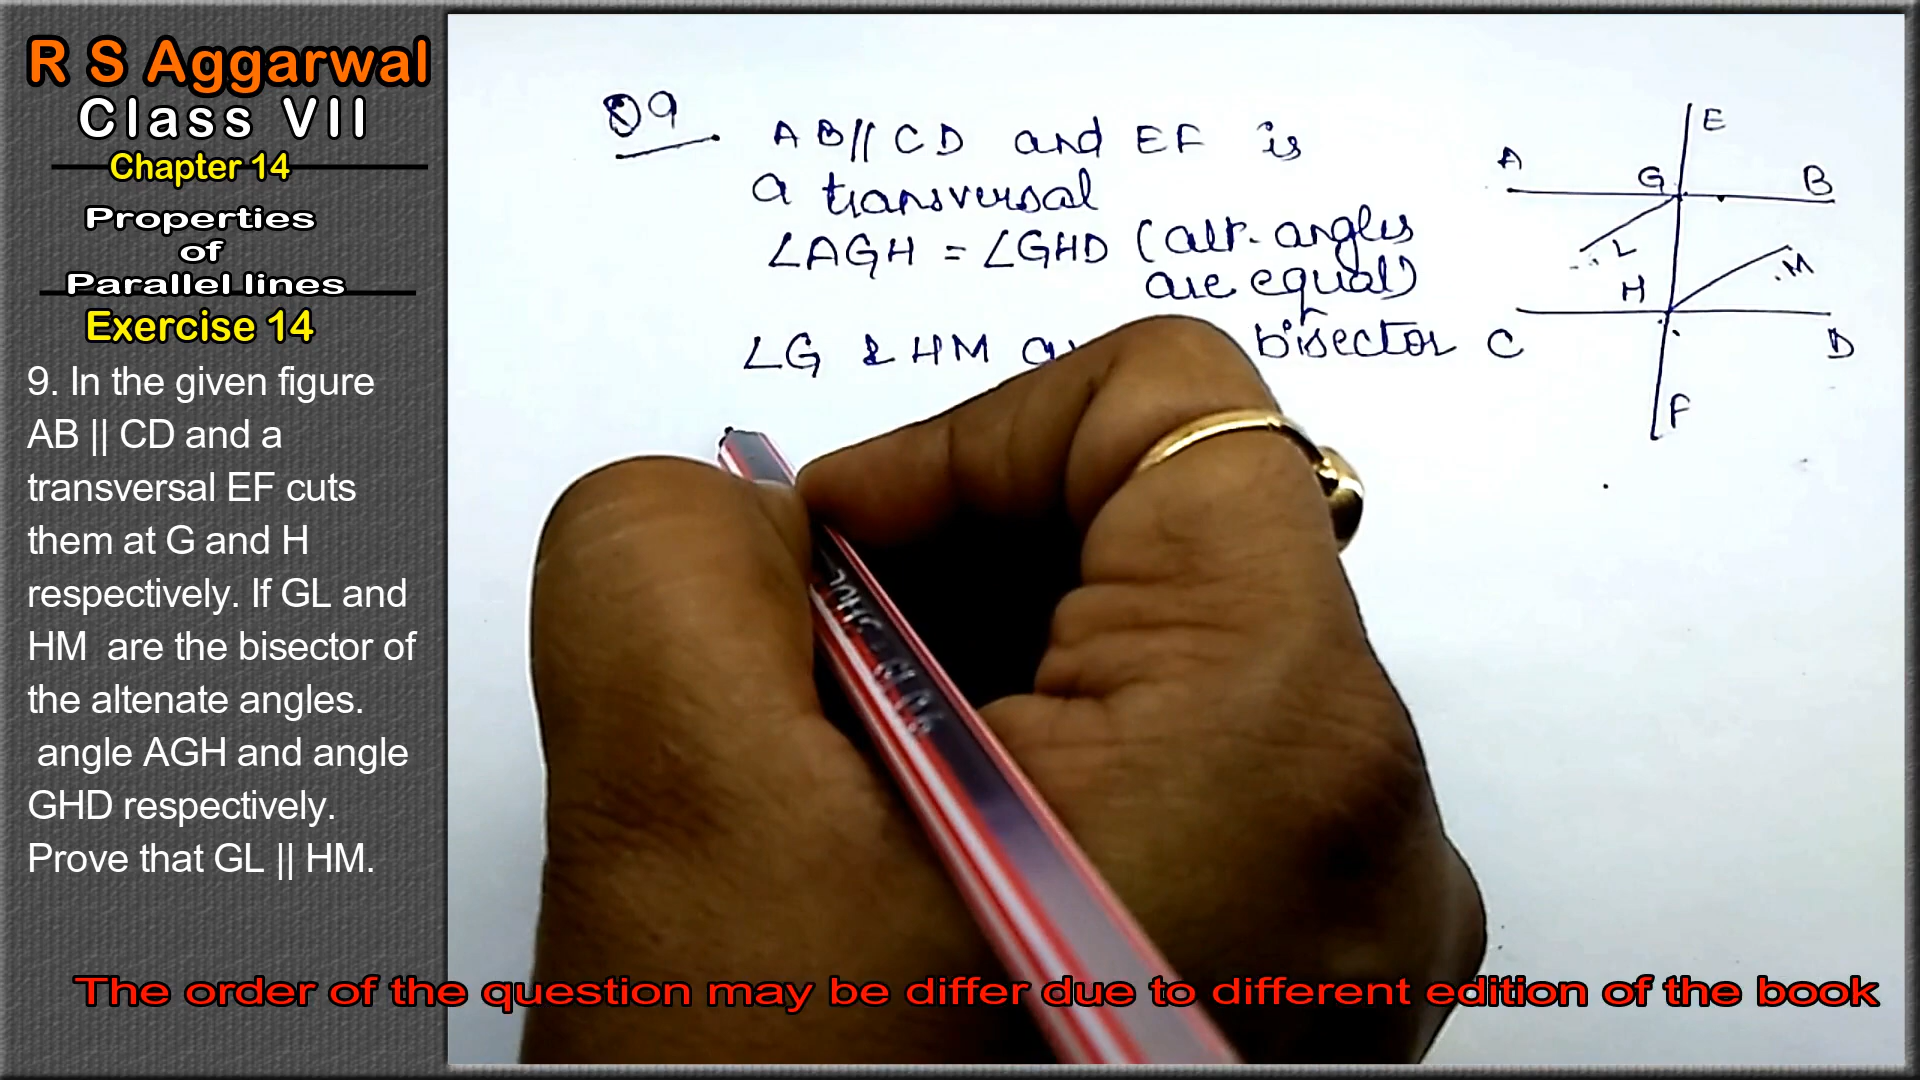 R S Aggarwal
Class VII
Chapter 14
Properties
of
Parallel lines
Exercise 14
9. In the given figure
AB || CD and a
transversal EF cuts
them at G and H
respectively. If GL and
HM are the bisector of
the altenate angles.
angle AGH and angle
GHD respectively.
Prove that GL || HM.
Q9
AB || CD and EF is
a transversal
∠AGH = ∠GHD (alt. angles
are equal)
LG & HM bisector
E
A
G
B
L
M
H
C
D
F
The order of the question may be differ due to different edition of the book